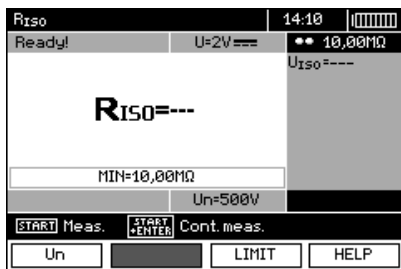 RISO 14:10
Ready! U=2V 10,00MΩ
UISO=---
RISO=---
MIN=10,00MΩ
Un=500V
START Meas. START +ENTER Cont. meas.
Un LIMIT HELP